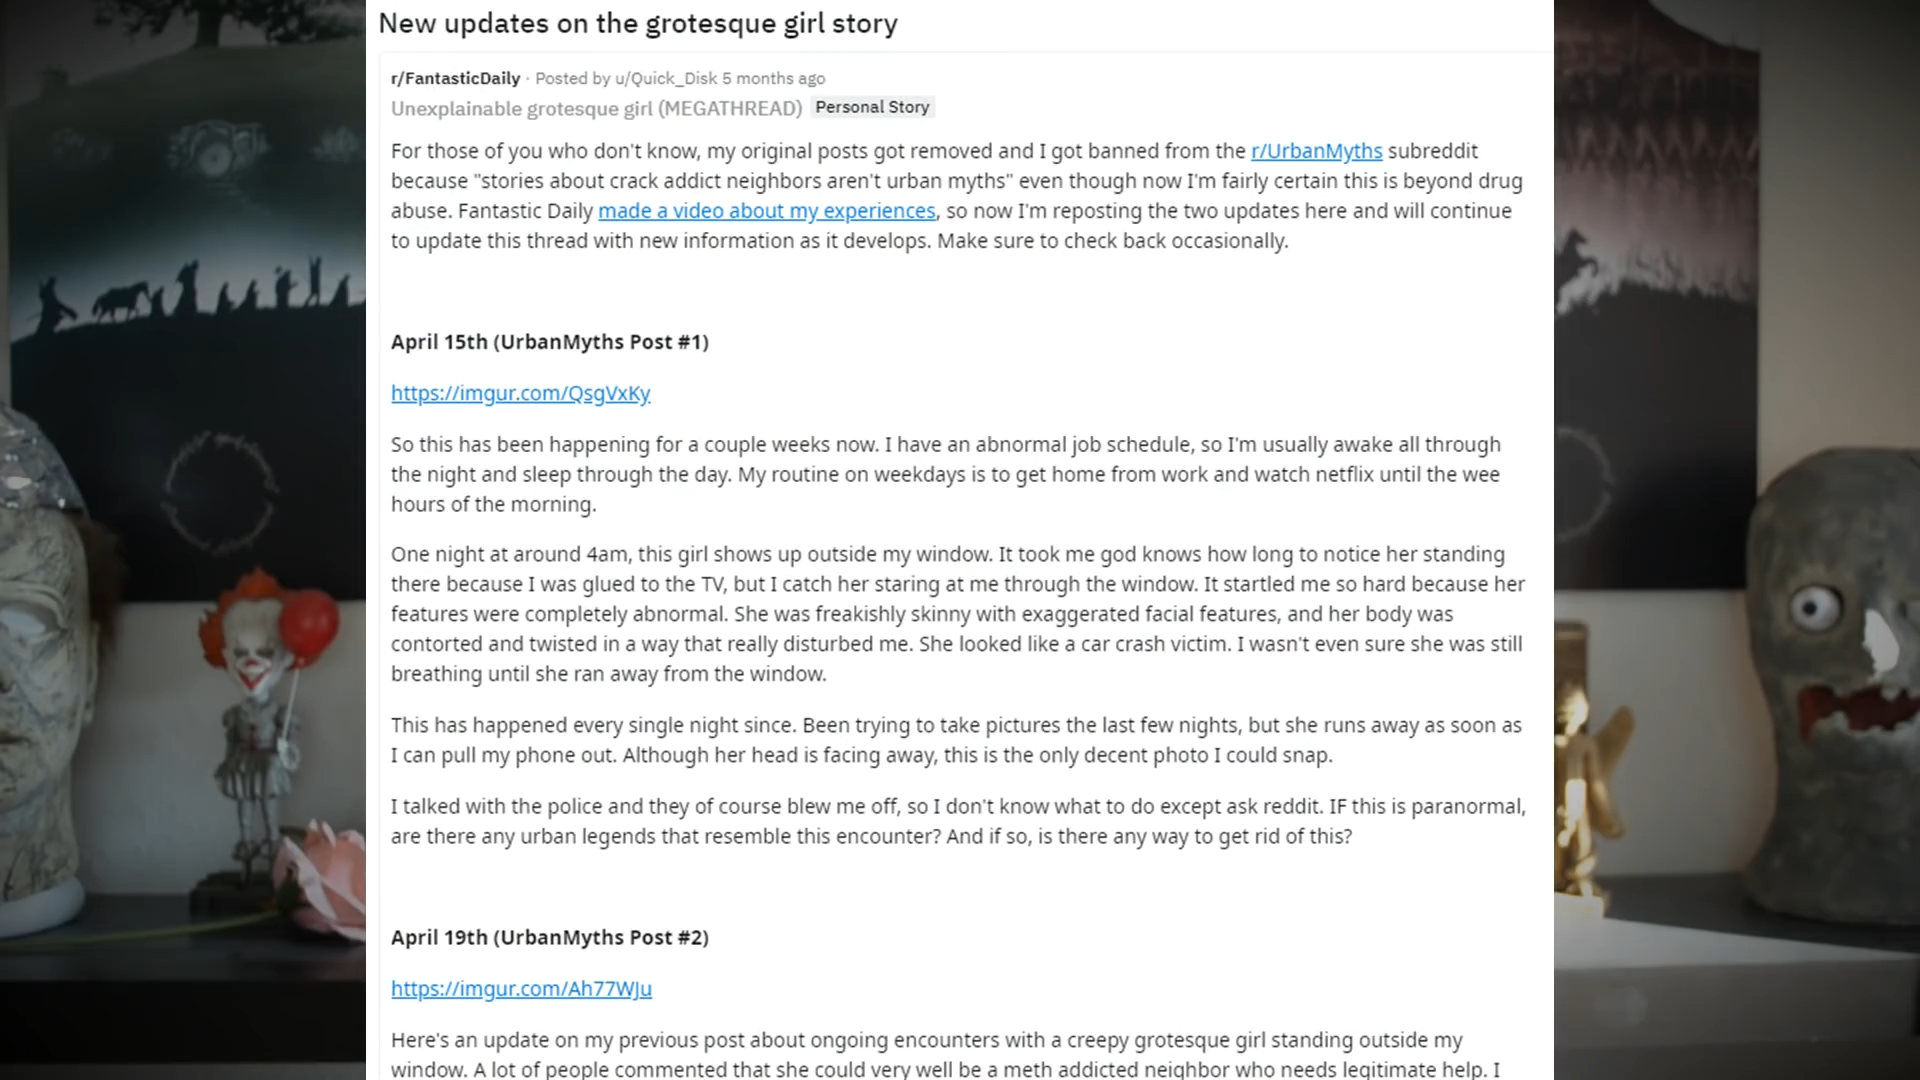 New updates on the grotesque girl story
r/FantasticDaily · Posted by u/Quick_Disk 5 months ago
Unexplainable grotesque girl (MEGATHREAD) Personal Story
For those of you who don't know, my original posts got removed and I got banned from the r/UrbanMyths subreddit
because "stories about crack addict neighbors aren't urban myths" even though now I'm fairly certain this is beyond drug
abuse. Fantastic Daily made a video about my experiences, so now I'm reposting the two updates here and will continue
to update this thread with new information as it develops. Make sure to check back occasionally.
April 15th (UrbanMyths Post #1)
https://imgur.com/QsgVxKy
So this has been happening for a couple weeks now. I have an abnormal job schedule, so I'm usually awake all through
the night and sleep through the day. My routine on weekdays is to get home from work and watch netflix until the wee
hours of the morning.
One night at around 4am, this girl shows up outside my window. It took me god knows how long to notice her standing
there because I was glued to the TV, but I catch her staring at me through the window. It startled me so hard because her
features were completely abnormal. She was freakishly skinny with exaggerated facial features, and her body was
contorted and twisted in a way that really disturbed me. She looked like a car crash victim. I wasn't even sure she was still
breathing until she ran away from the window.
This has happened every single night since. Been trying to take pictures the last few nights, but she runs away as soon as
I can pull my phone out. Although her head is facing away, this is the only decent photo I could snap.
I talked with the police and they of course blew me off, so I don't know what to do except ask reddit. IF this is paranormal,
are there any urban legends that resemble this encounter? And if so, is there any way to get rid of this?
April 19th (UrbanMyths Post #2)
https://imgur.com/Ah77WJu
Here's an update on my previous post about ongoing encounters with a creepy grotesque girl standing outside my
window. A lot of people commented that she could very well be a meth addicted neighbor who needs legitimate help. I